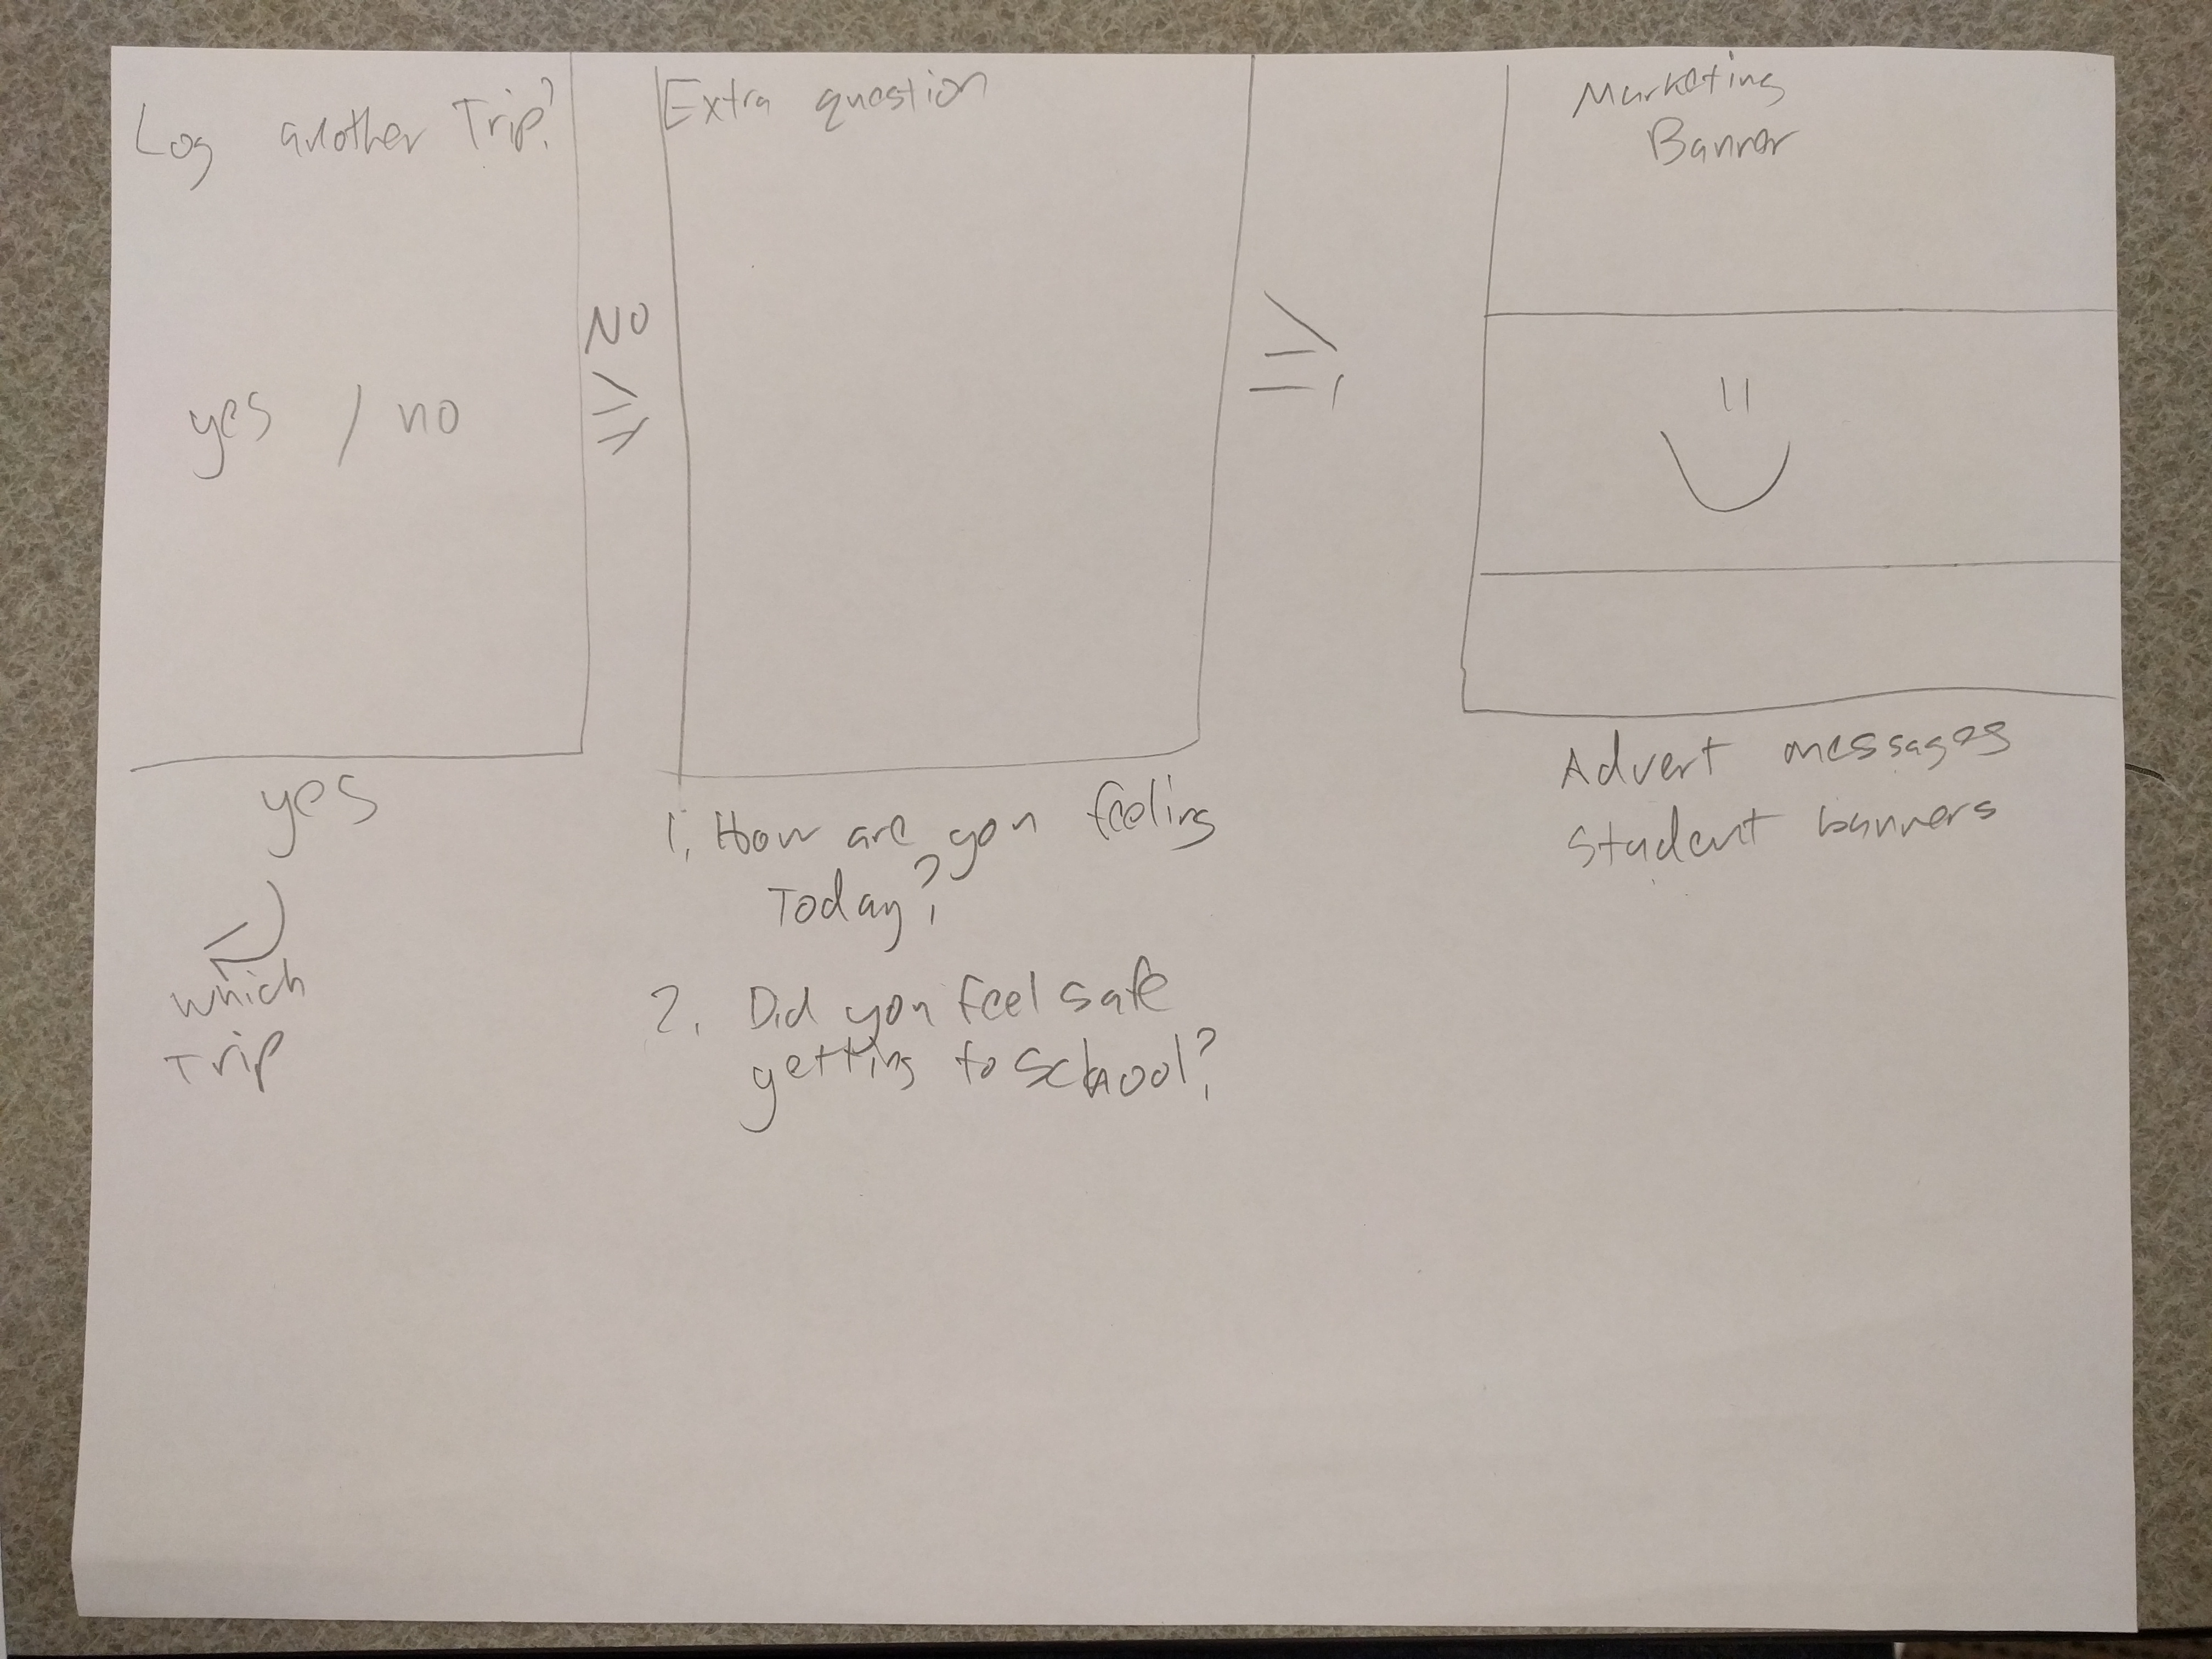 Log another Trip?
yes / no
yes
which
Trip
NO
Extra question
1. How are you feeling
Today?
2. Did you feel safe
getting to school?
Marketing
Banner
Advert messages
Student banners